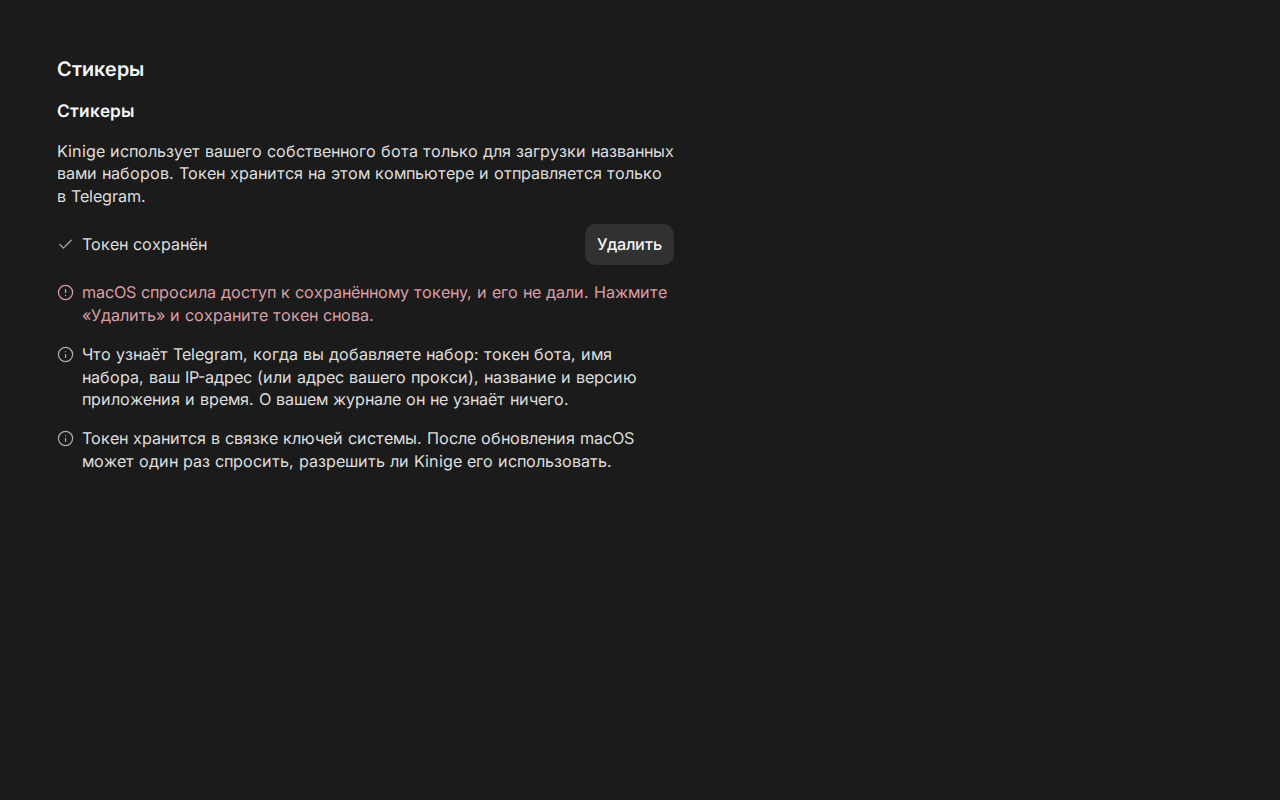 Стикеры
Стикеры
Kinige использует вашего собственного бота только для загрузки названных
вами наборов. Токен хранится на этом компьютере и отправляется только
в Telegram.
Токен сохранён
Удалить
macOS спросила доступ к сохранённому токену, и его не дали. Нажмите
«Удалить» и сохраните токен снова.
Что узнаёт Telegram, когда вы добавляете набор: токен бота, имя
набора, ваш IP-адрес (или адрес вашего прокси), название и версию
приложения и время. О вашем журнале он не узнаёт ничего.
Токен хранится в связке ключей системы. После обновления macOS
может один раз спросить, разрешить ли Kinige его использовать.